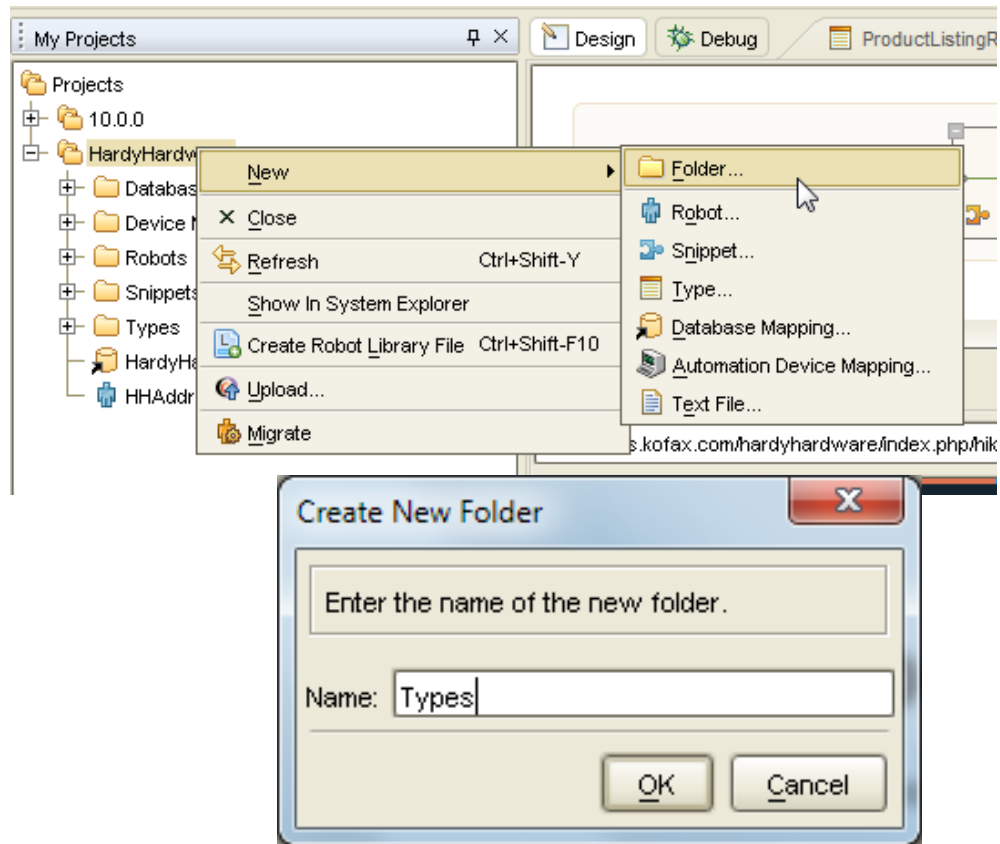 My Projects
Design
Debug
ProductListingR
Projects
10.0.0
HardyHardw
Databas
Device
Robots
Snippets
Types
HardyHa
HHAddr
New
Close
Refresh Ctrl+Shift-Y
Show In System Explorer
Create Robot Library File Ctrl+Shift-F10
Upload...
Migrate
Folder...
Robot...
Snippet...
Type...
Database Mapping...
Automation Device Mapping...
Text File...
s.kofax.com/hardyhardware/index.php/hik
Create New Folder
Enter the name of the new folder.
Name: Types
OK
Cancel